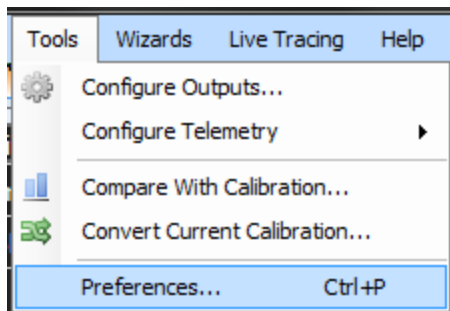 Tools Wizards Live Tracing Help
Configure Outputs...
Configure Telemetry
Compare With Calibration...
Convert Current Calibration...
Preferences... Ctrl+P